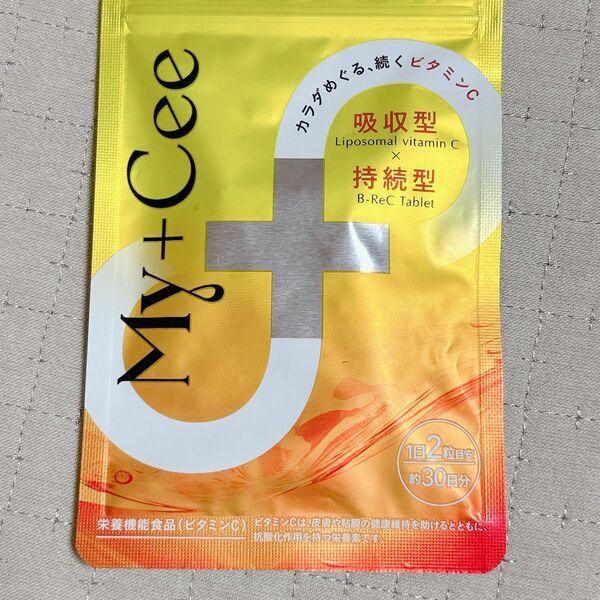 My+Cee
カラダめぐる、続くビタミンC
吸収型
Liposomal vitamin C
×
持続型
B-ReC Tablet
1日2粒目安
約30日分
栄養機能食品(ビタミンC)
ビタミンCは、皮膚や粘膜の健康維持を助けるとともに、
抗酸化作用を持つ栄養素です。